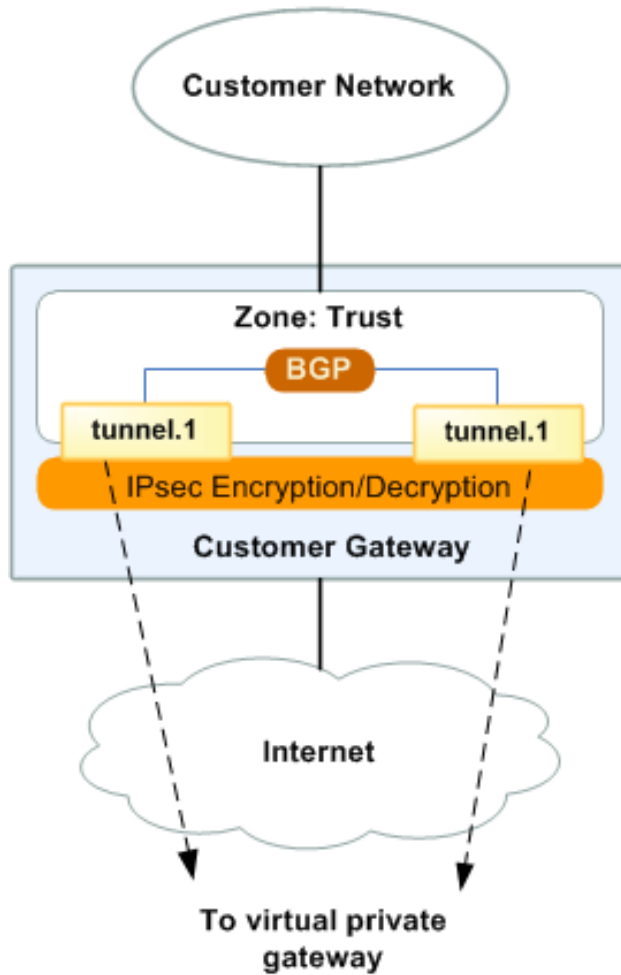 Customer Network
Zone: Trust
BGP
tunnel.1
tunnel.1
IPsec Encryption/Decryption
Customer Gateway
Internet
To virtual private
gateway